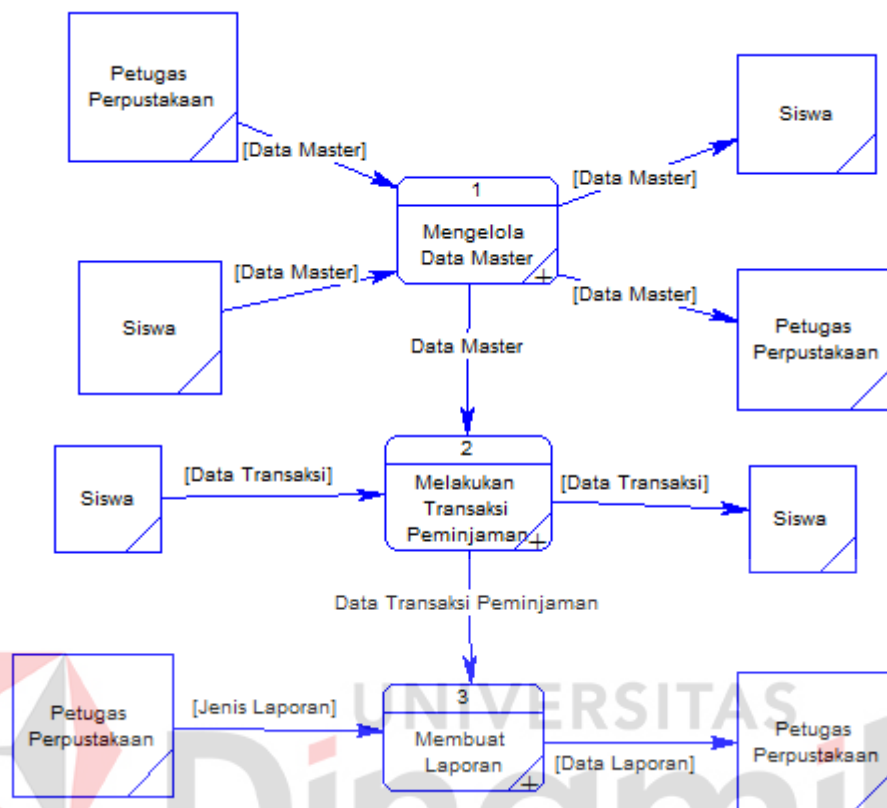 Petugas
Perpustakaan
Siswa
[Data Master]
[Data Master]
1
Mengelola
Data Master
[Data Master]
[Data Master]
Siswa
Petugas
Perpustakaan
Data Master
2
Melakukan
Transaksi
Peminjaman
[Data Transaksi]
[Data Transaksi]
Siswa
Siswa
Data Transaksi Peminjaman
UNIVERSITAS
3
Membuat
Laporan
[Jenis Laporan]
Petugas
Perpustakaan
[Data Laporan]
Petugas
Perpustakaan